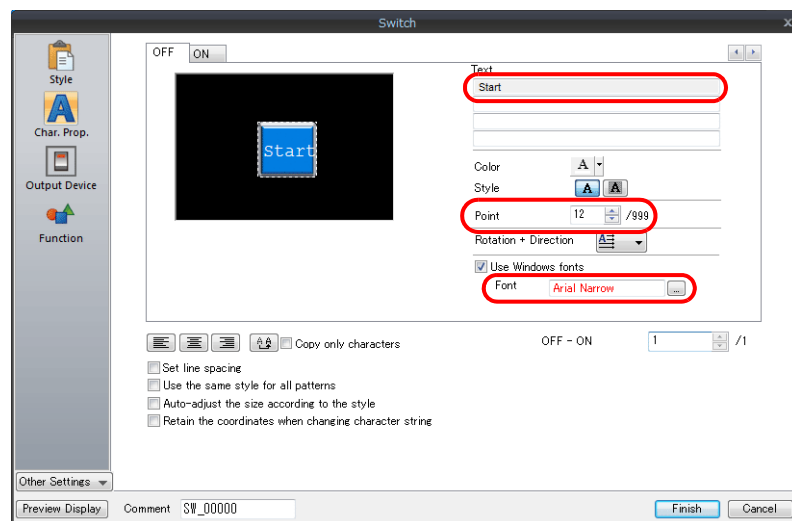 Switch
x
Style
Char. Prop.
Output Device
Function
Other Settings
OFF ON
Start
Text
Start
Color A
Style A A
Point 12 /999
Rotation + Direction A
Use Windows fonts
Font Arial Narrow ...
Copy only characters
OFF - ON 1 /1
Set line spacing
Use the same style for all patterns
Auto-adjust the size according to the style
Retain the coordinates when changing character string
Preview Display Comment SW_00000 Finish Cancel